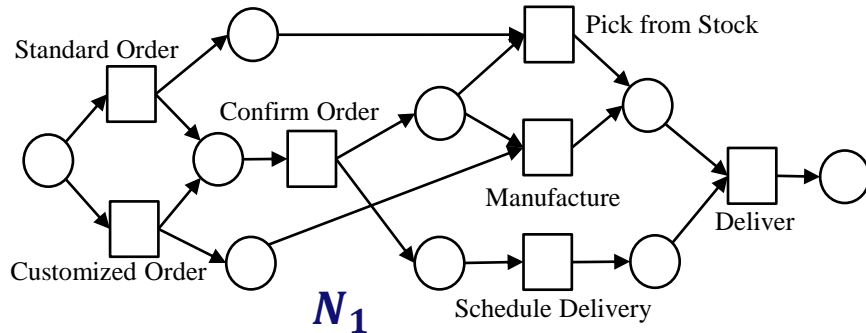 Standard Order
Pick from Stock
Confirm Order
Manufacture
Deliver
Customized Order
Schedule Delivery
N₁